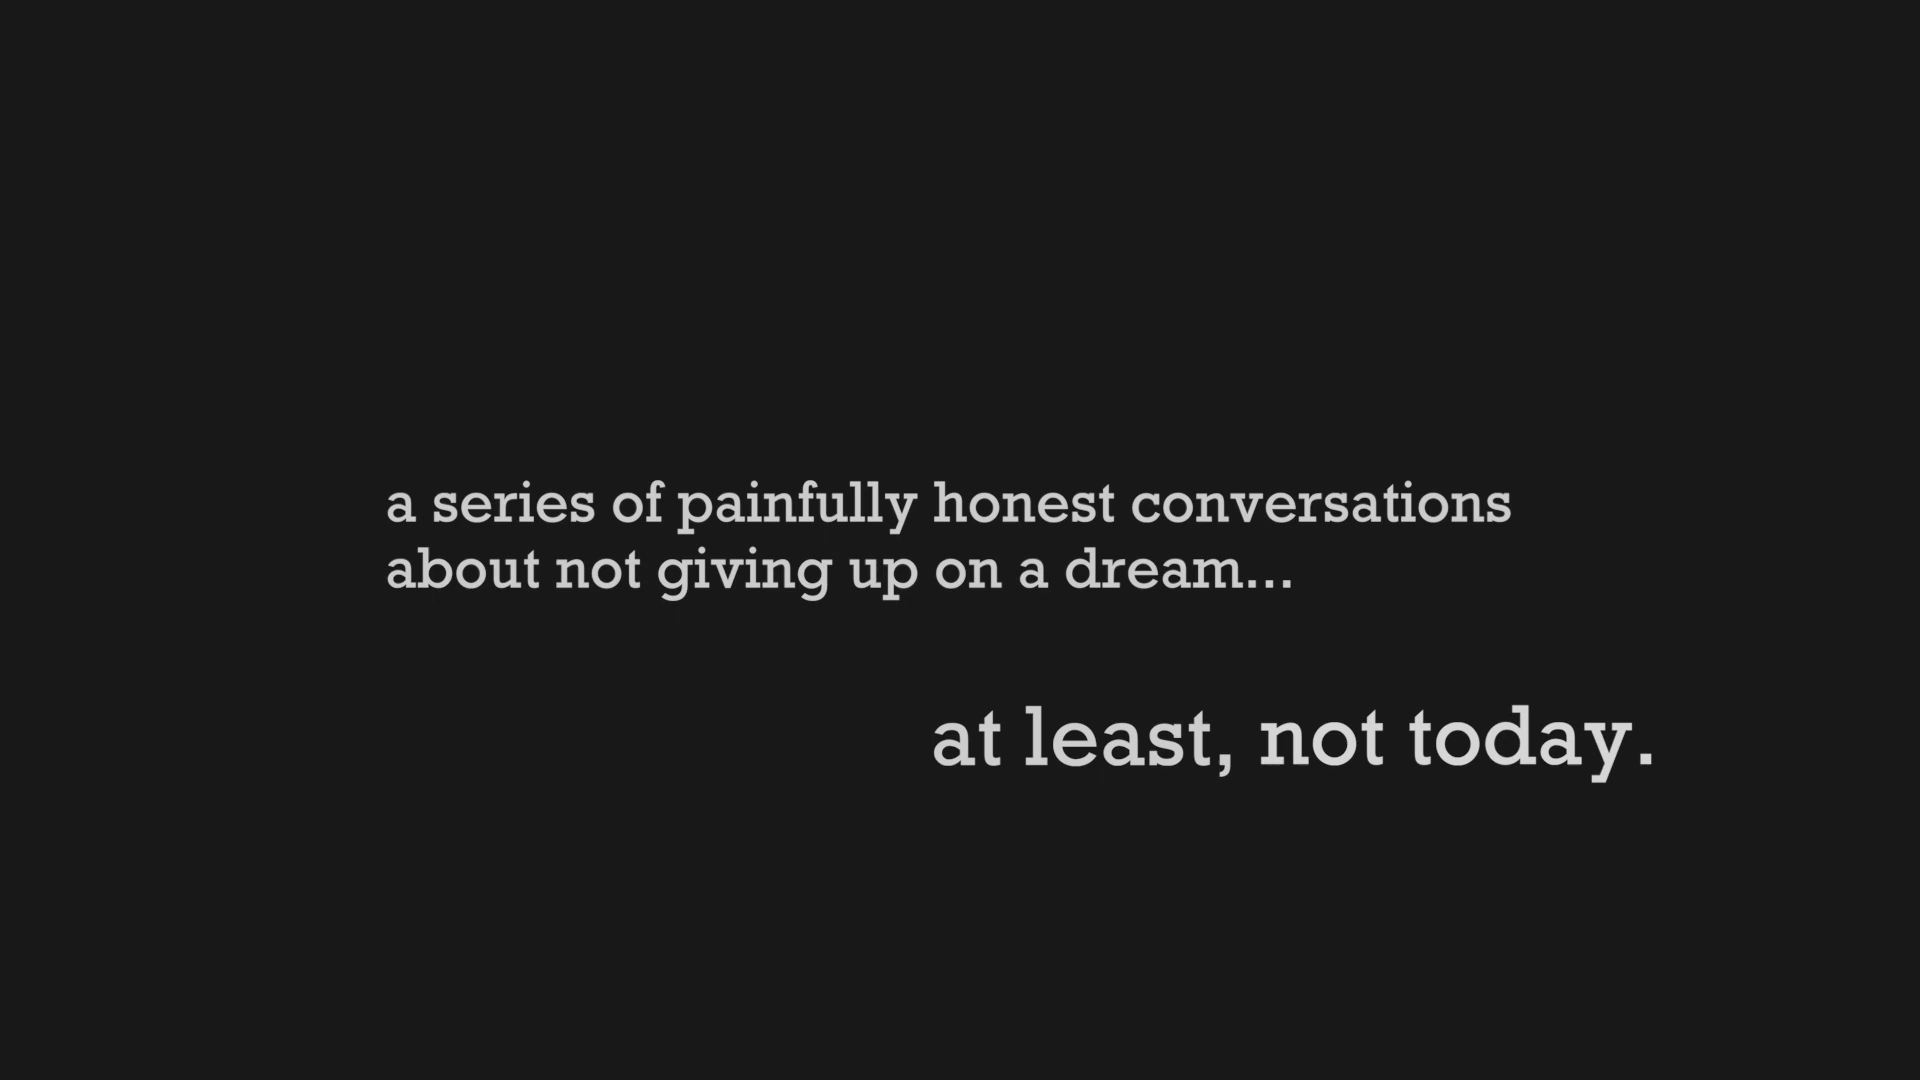 a series of painfully honest conversations
about not giving up on a dream...
at least, not today.